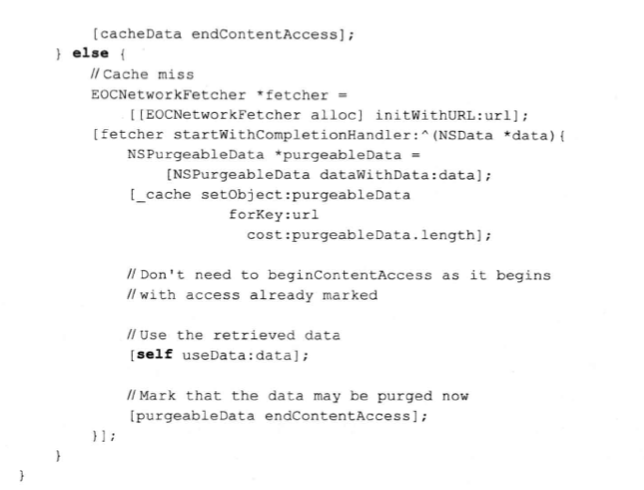 [cacheData endContentAccess];
} else {
// Cache miss
EOCNetworkFetcher *fetcher =
[[EOCNetworkFetcher alloc] initWithURL:url];
[fetcher startWithCompletionHandler:^(NSData *data){
NSPurgeableData *purgeableData =
[NSPurgeableData dataWithData:data];
[_cache setObject:purgeableData
forKey:url
cost:purgeableData.length];
// Don't need to beginContentAccess as it begins
// with access already marked
// Use the retrieved data
[self useData:data];
// Mark that the data may be purged now
[purgeableData endContentAccess];
}];
}
}